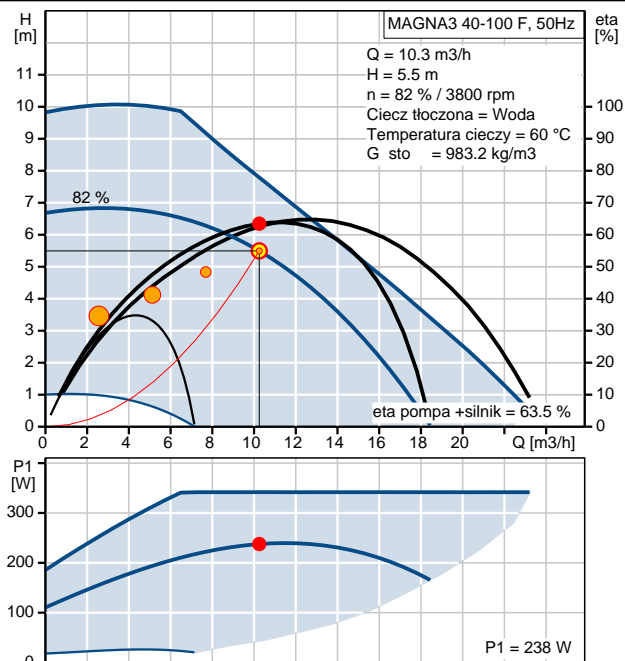 H
[m]
MAGNA3 40-100 F, 50Hz
eta
[%]
Q = 10.3 m3/h
H = 5.5 m
n = 82 % / 3800 rpm
Ciecz tłoczona = Woda
Temperatura cieczy = 60 °C
G sto = 983.2 kg/m3
11
10
9
8
7
6
5
4
3
2
1
0
100
90
80
70
60
50
40
30
20
10
0
82 %
eta pompa +silnik = 63.5 %
0 2 4 6 8 10 12 14 16 18 20 Q [m3/h]
P1
[W]
300
200
100
0
P1 = 238 W